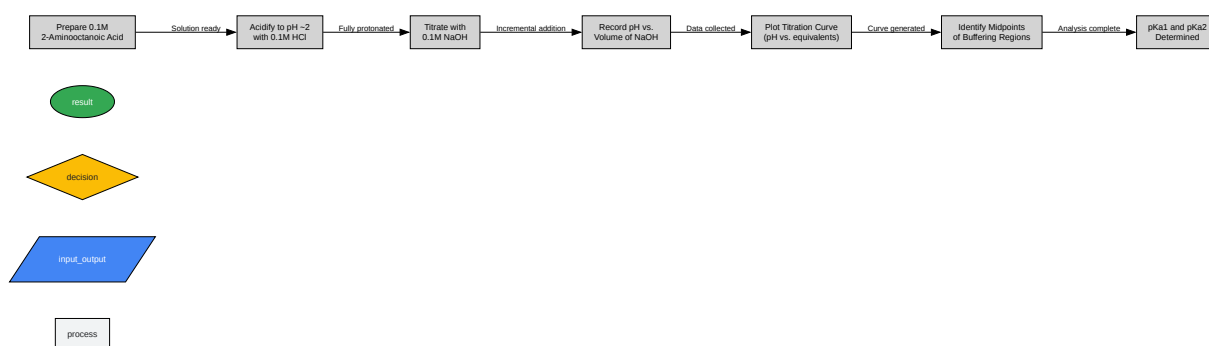 Prepare 0.1M
2-Aminooctanoic Acid
Solution ready
Acidify to pH ~2
with 0.1M HCl
Fully protonated
Titrate with
0.1M NaOH
Incremental addition
Record pH vs.
Volume of NaOH
Data collected
Plot Titration Curve
(pH vs. equivalents)
Curve generated
Identify Midpoints
of Buffering Regions
Analysis complete
pKa1 and pKa2
Determined
result
decision
input_output
process